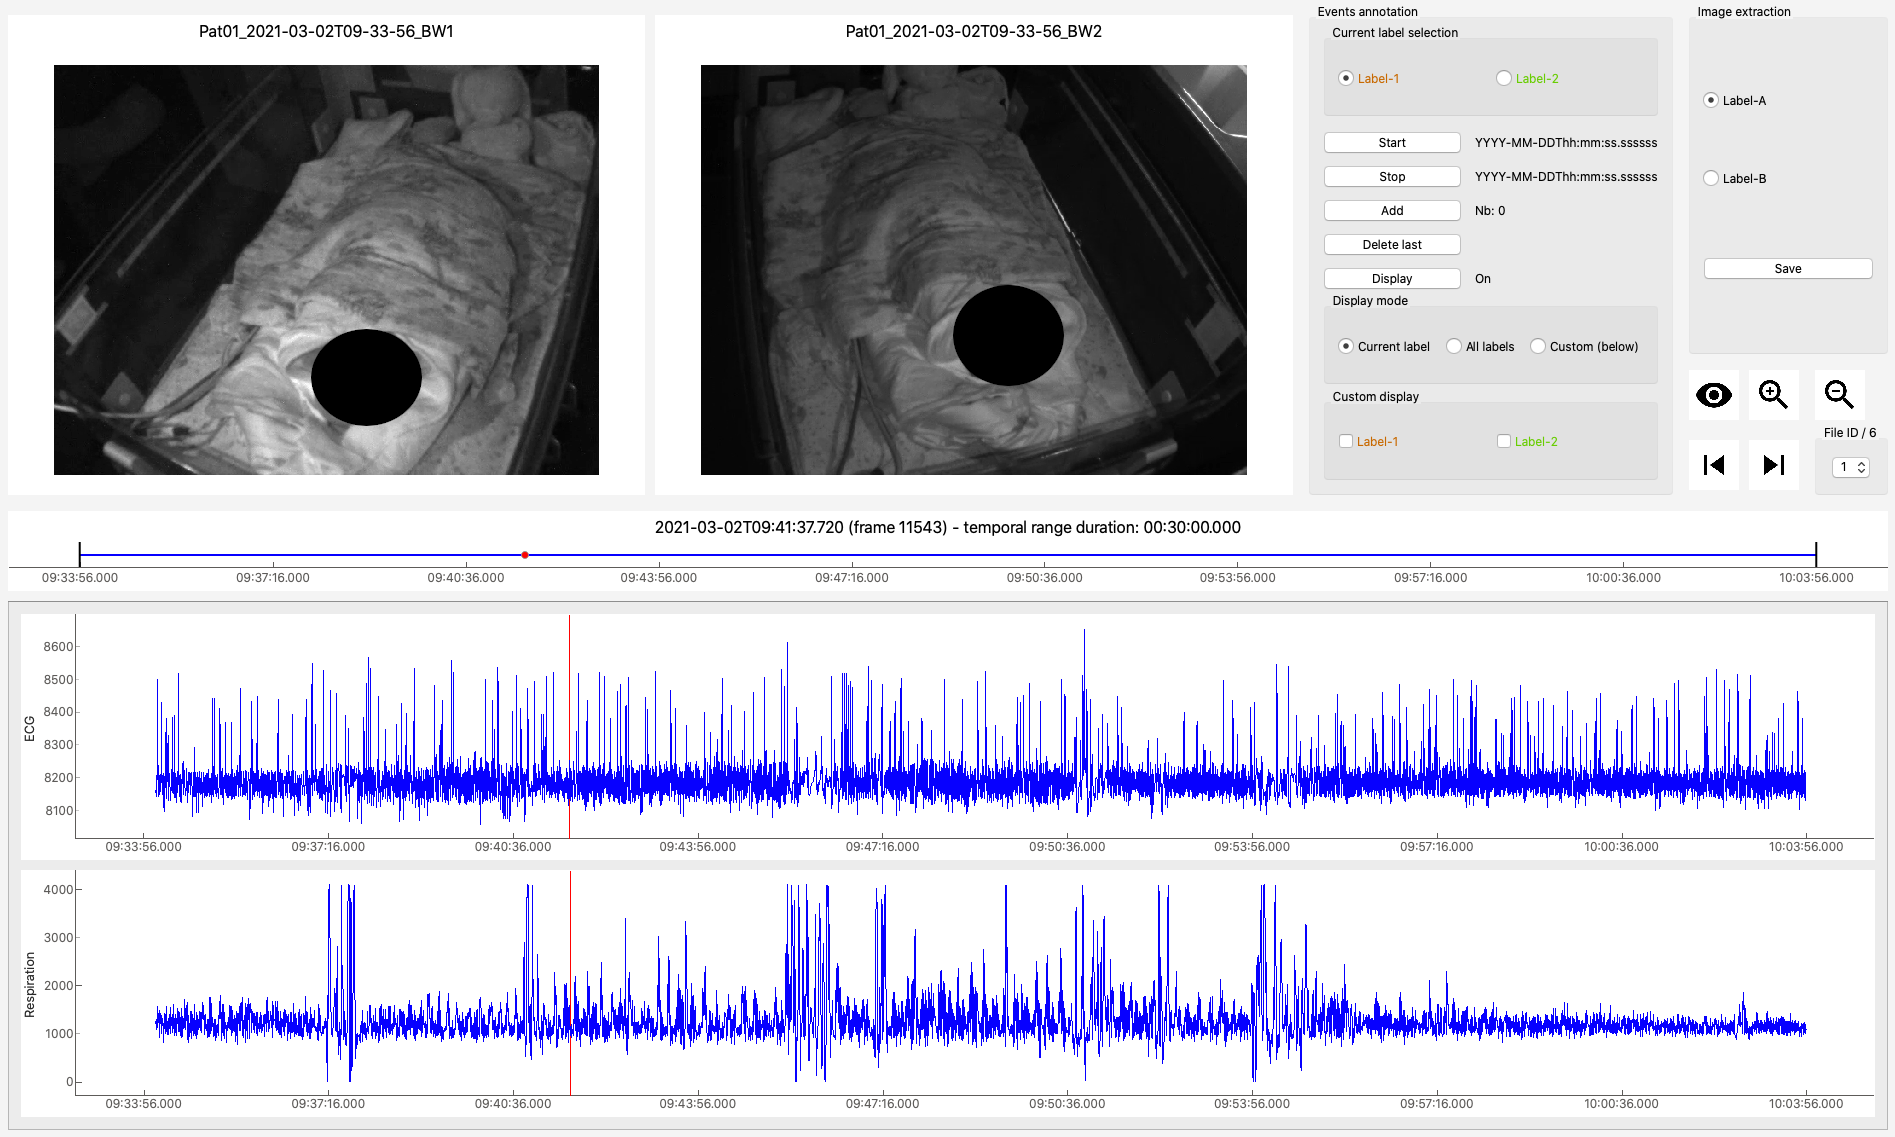 Pat01_2021-03-02T09-33-56_BW1
Pat01_2021-03-02T09-33-56_BW2
Events annotation
Current label selection
Label-1 Label-2
Start YYYY-MM-DDThh:mm:ss.ssssss
Stop YYYY-MM-DDThh:mm:ss.ssssss
Add Nb: 0
Delete last
Display On
Display mode
Current label All labels Custom (below)
Custom display
Label-1 Label-2
Image extraction
Label-A
Label-B
Save
File ID / 6
1
2021-03-02T09:41:37.720 (frame 11543) - temporal range duration: 00:30:00.000
09:33:56.000 09:37:16.000 09:40:36.000 09:43:56.000 09:47:16.000 09:50:36.000 09:53:56.000 09:57:16.000 10:00:36.000 10:03:56.000
ECG
8600
8500
8400
8300
8200
8100
09:33:56.000 09:37:16.000 09:40:36.000 09:43:56.000 09:47:16.000 09:50:36.000 09:53:56.000 09:57:16.000 10:00:36.000 10:03:56.000
Respiration
4000
3000
2000
1000
0
09:33:56.000 09:37:16.000 09:40:36.000 09:43:56.000 09:47:16.000 09:50:36.000 09:53:56.000 09:57:16.000 10:00:36.000 10:03:56.000